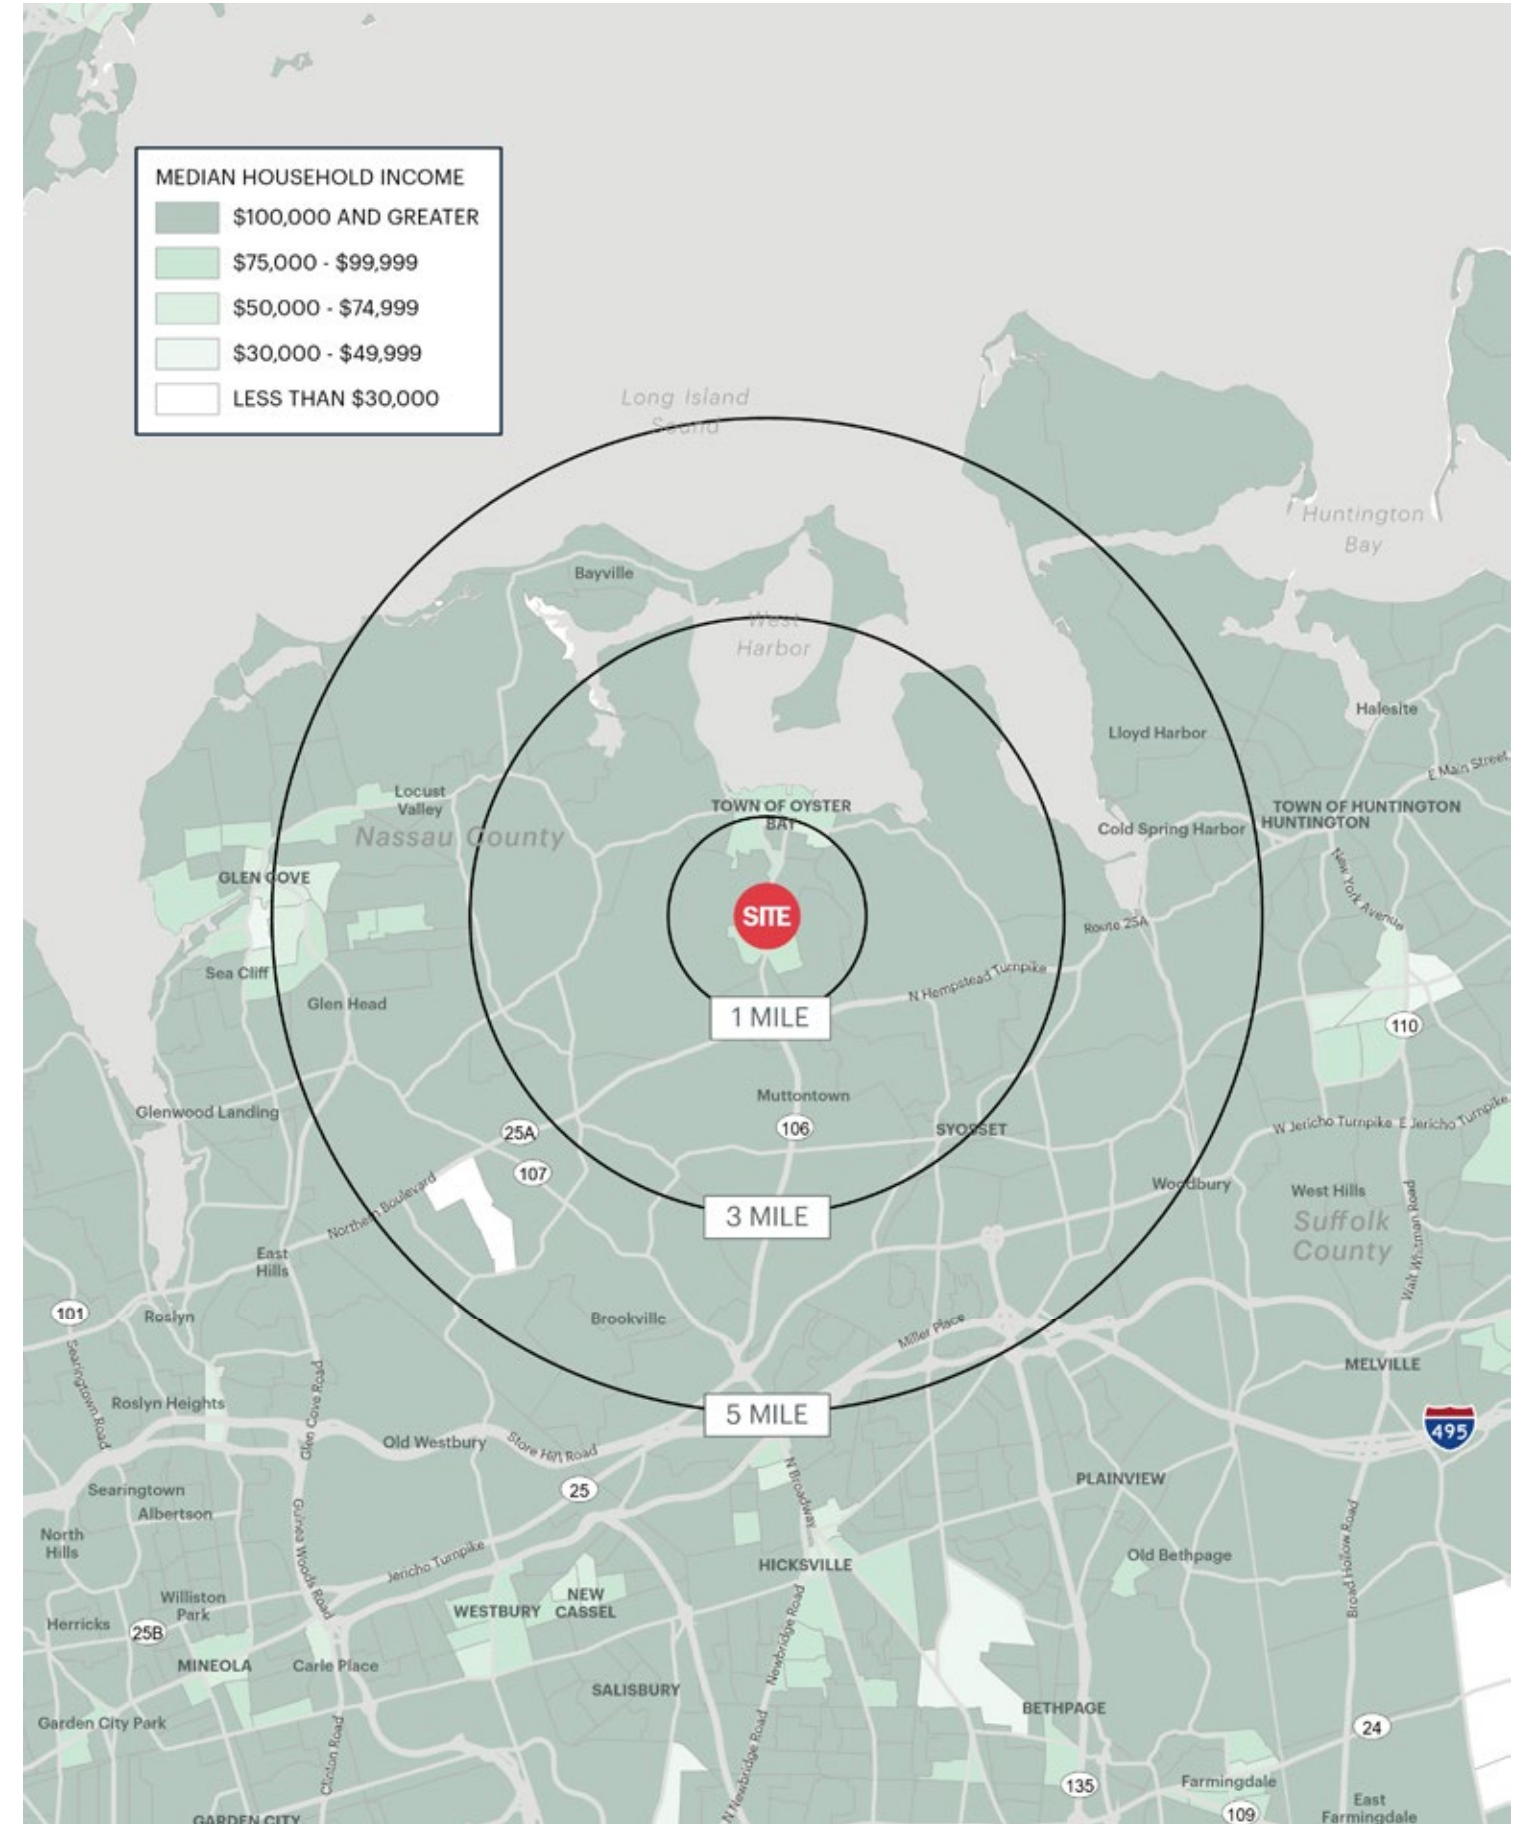 MEDIAN HOUSEHOLD INCOME
$100,000 AND GREATER
$75,000 - $99,999
$50,000 - $74,999
$30,000 - $49,999
LESS THAN $30,000
Long Island
Sound
Huntington
Bay
Bayville
West
Harbor
Halesite
Lloyd Harbor
E Main Street
Locust
Valley
TOWN OF OYSTER
BAY
TOWN OF HUNTINGTON
HUNTINGTON
Cold Spring Harbor
Nassau County
GLEN COVE
New York Avenue
SITE
Route 25A
Sea Cliff
N Hempstead Turnpike
Glen Head
1 MILE
110
Muttontown
Glenwood Landing
106
SYOSSET
W Jericho Turnpike
E Jericho Turnpike
25A
107
Woodbury
West Hills
Northern Boulevard
3 MILE
Suffolk
County
Walt Whitman Road
East
Hills
101
Roslyn
Brookville
Miller Place
Searingtown Road
MELVILLE
Glen Cove Road
Roslyn Heights
5 MILE
495
Old Westbury
Store Hill Road
N Broadway
PLAINVIEW
Searingtown
25
Albertson
Guinea Woods Road
North
Hills
Jericho Turnpike
HICKSVILLE
Old Bethpage
Broad Hollow Road
Williston
Park
NEW
CASSEL
WESTBURY
Herricks
25B
Newbridge Road
MINEOLA
Carle Place
SALISBURY
BETHPAGE
Garden City Park
24
Clinton Road
N Newbridge Road
135
Farmingdale
109
East
Farmingdale
GARDEN CITY